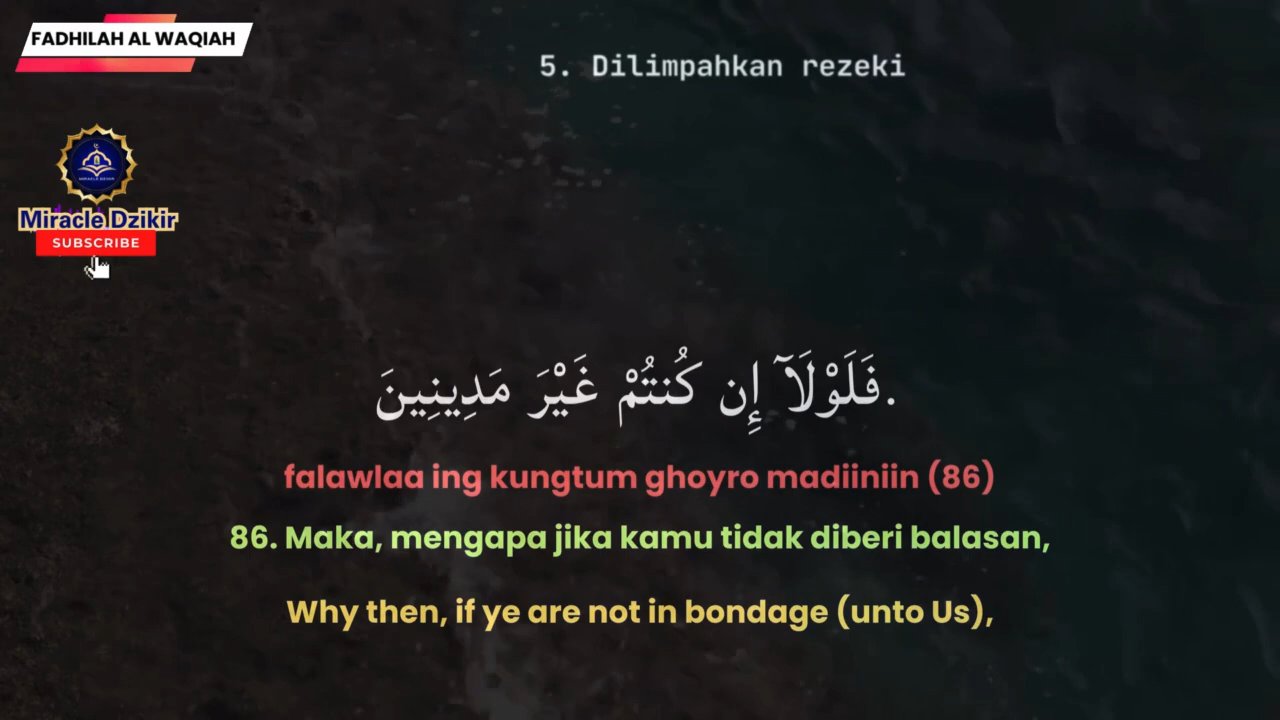 FADHILAH AL WAQIAH
5. Dilimpahkan rezeki
Miracle Dzikir
SUBSCRIBE
فَلَوْلَآ إِن كُنتُمْ غَيْرَ مَدِينِينَ.
falawlaa ing kungtum ghoyro madiiniin (86)
86. Maka, mengapa jika kamu tidak diberi balasan,
Why then, if ye are not in bondage (unto Us),